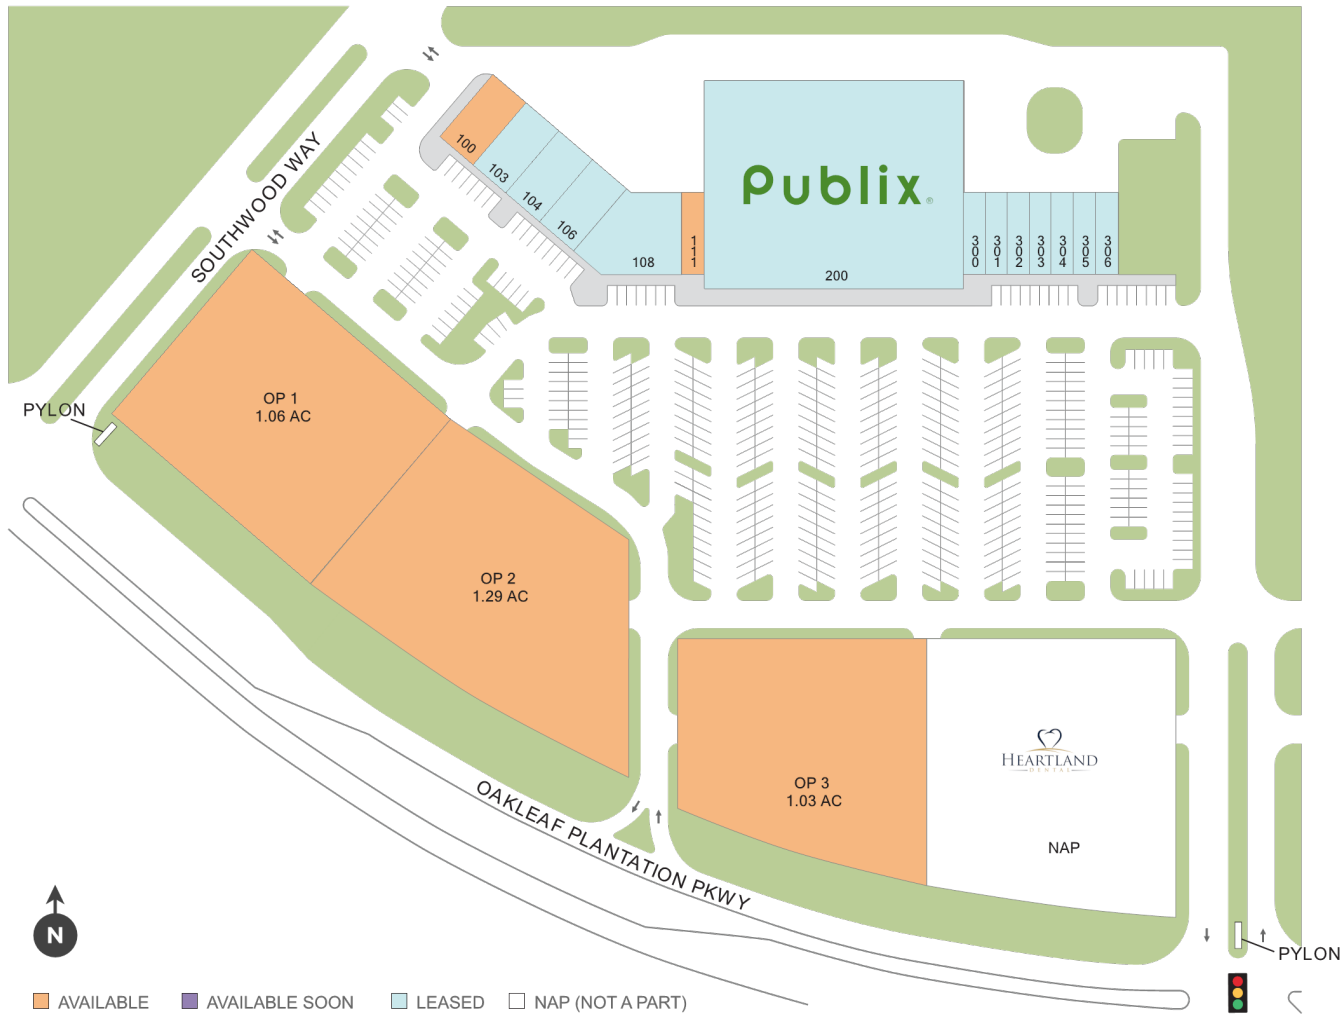 SOUTHWOOD WAY
100
103
104
106
108
111
Publix®
200
300
301
302
303
304
305
306
OP 1
1.06 AC
PYLON
OP 2
1.29 AC
OP 3
1.03 AC
HEARTLAND
DENTAL
NAP
OAKLEAF PLANTATION PKWY
N
PYLON
AVAILABLE
AVAILABLE SOON
LEASED
NAP (NOT A PART)